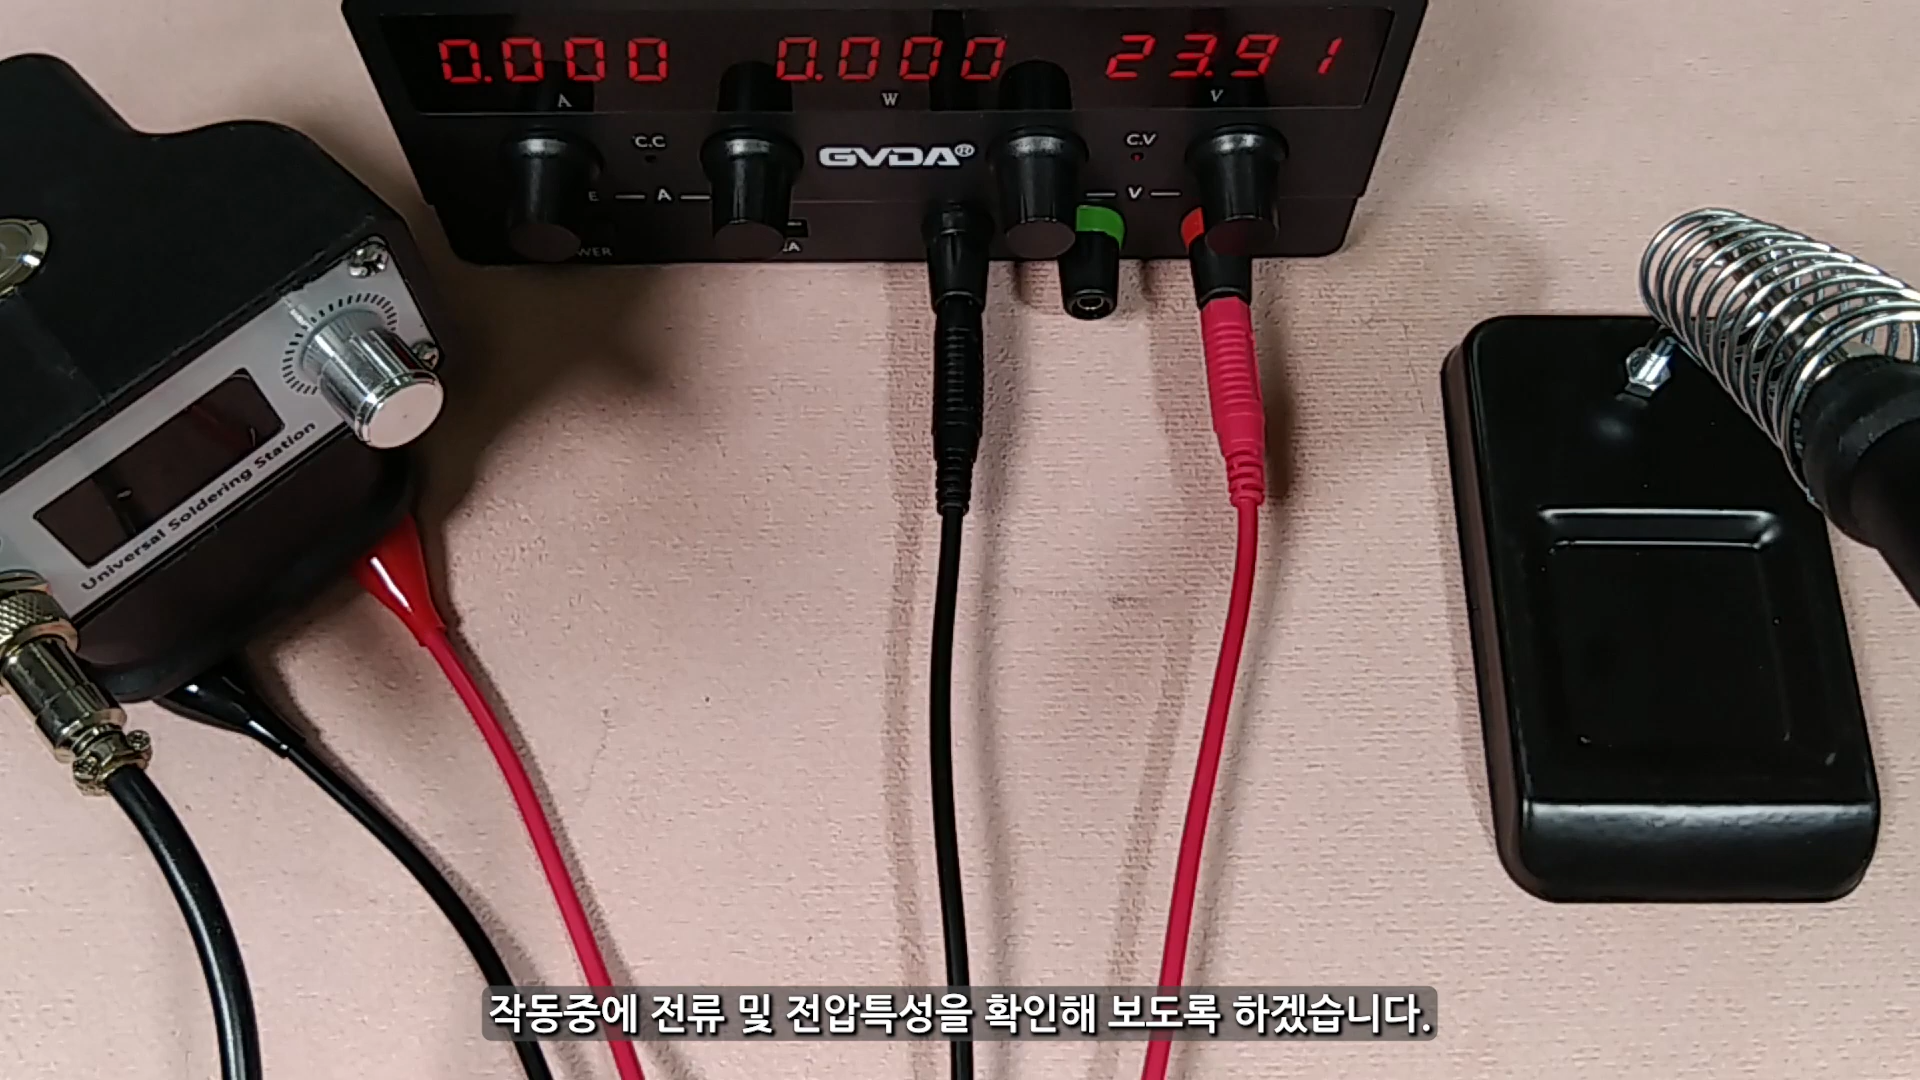 0.000 0.000 23.91
A W V
C.C C.V
GVDA®
E A V
WER A
Universal Soldering Station
작동중에 전류 및 전압특성을 확인해 보도록 하겠습니다.